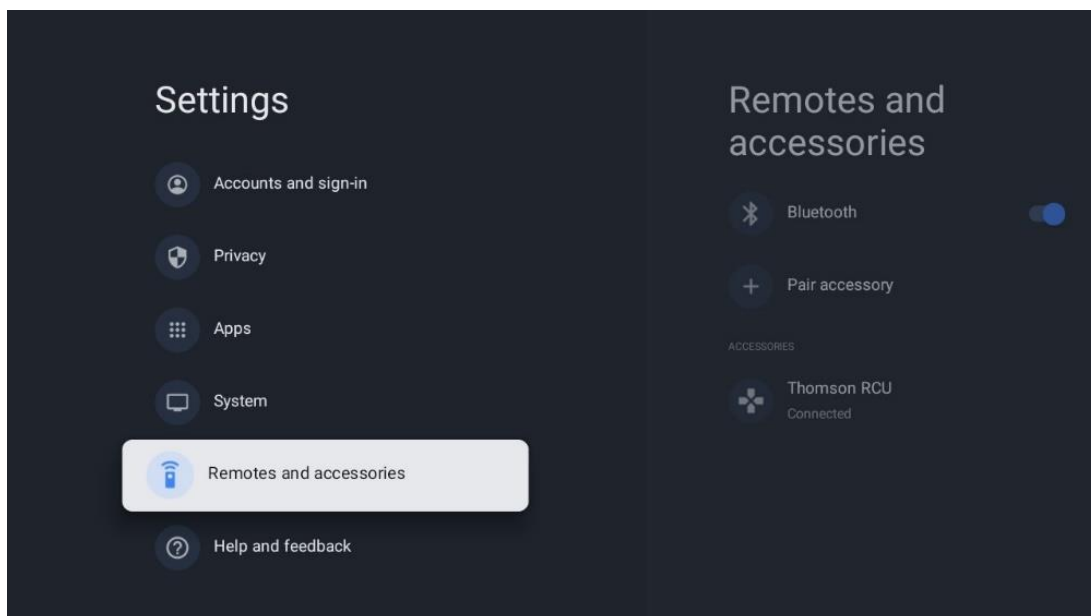 Settings
Accounts and sign-in
Privacy
Apps
System
Remotes and accessories
Help and feedback
Remotes and
accessories
Bluetooth
Pair accessory
ACCESSORIES
Thomson RCU
Connected